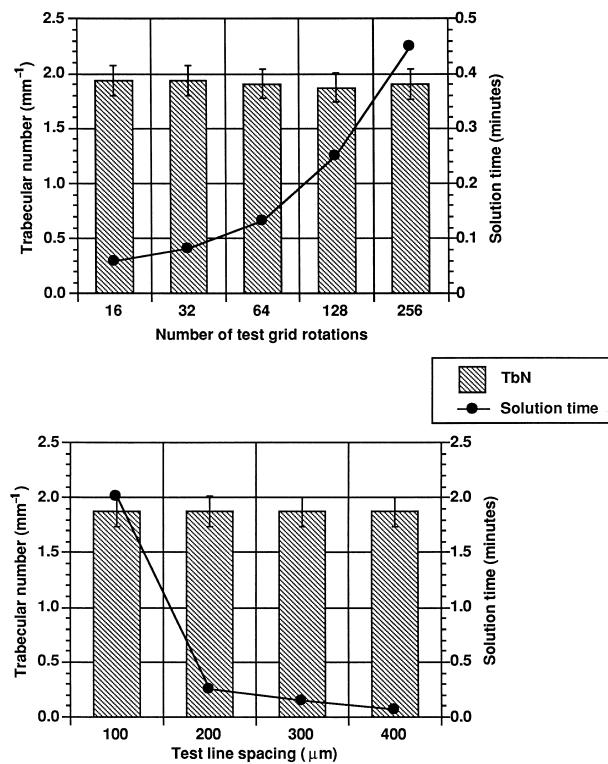 2.5
2.0
1.5
1.0
0.5
0.0
Trabecular number (mm⁻¹)
0.5
0.4
0.3
0.2
0.1
0
Solution time (minutes)
16 32 64 128 256
Number of test grid rotations
TbN
Solution time
2.5
2.0
1.5
1.0
0.5
0.0
Trabecular number (mm⁻¹)
2.5
2.0
1.5
1.0
0.5
0.0
Solution time (minutes)
100 200 300 400
Test line spacing (μm)